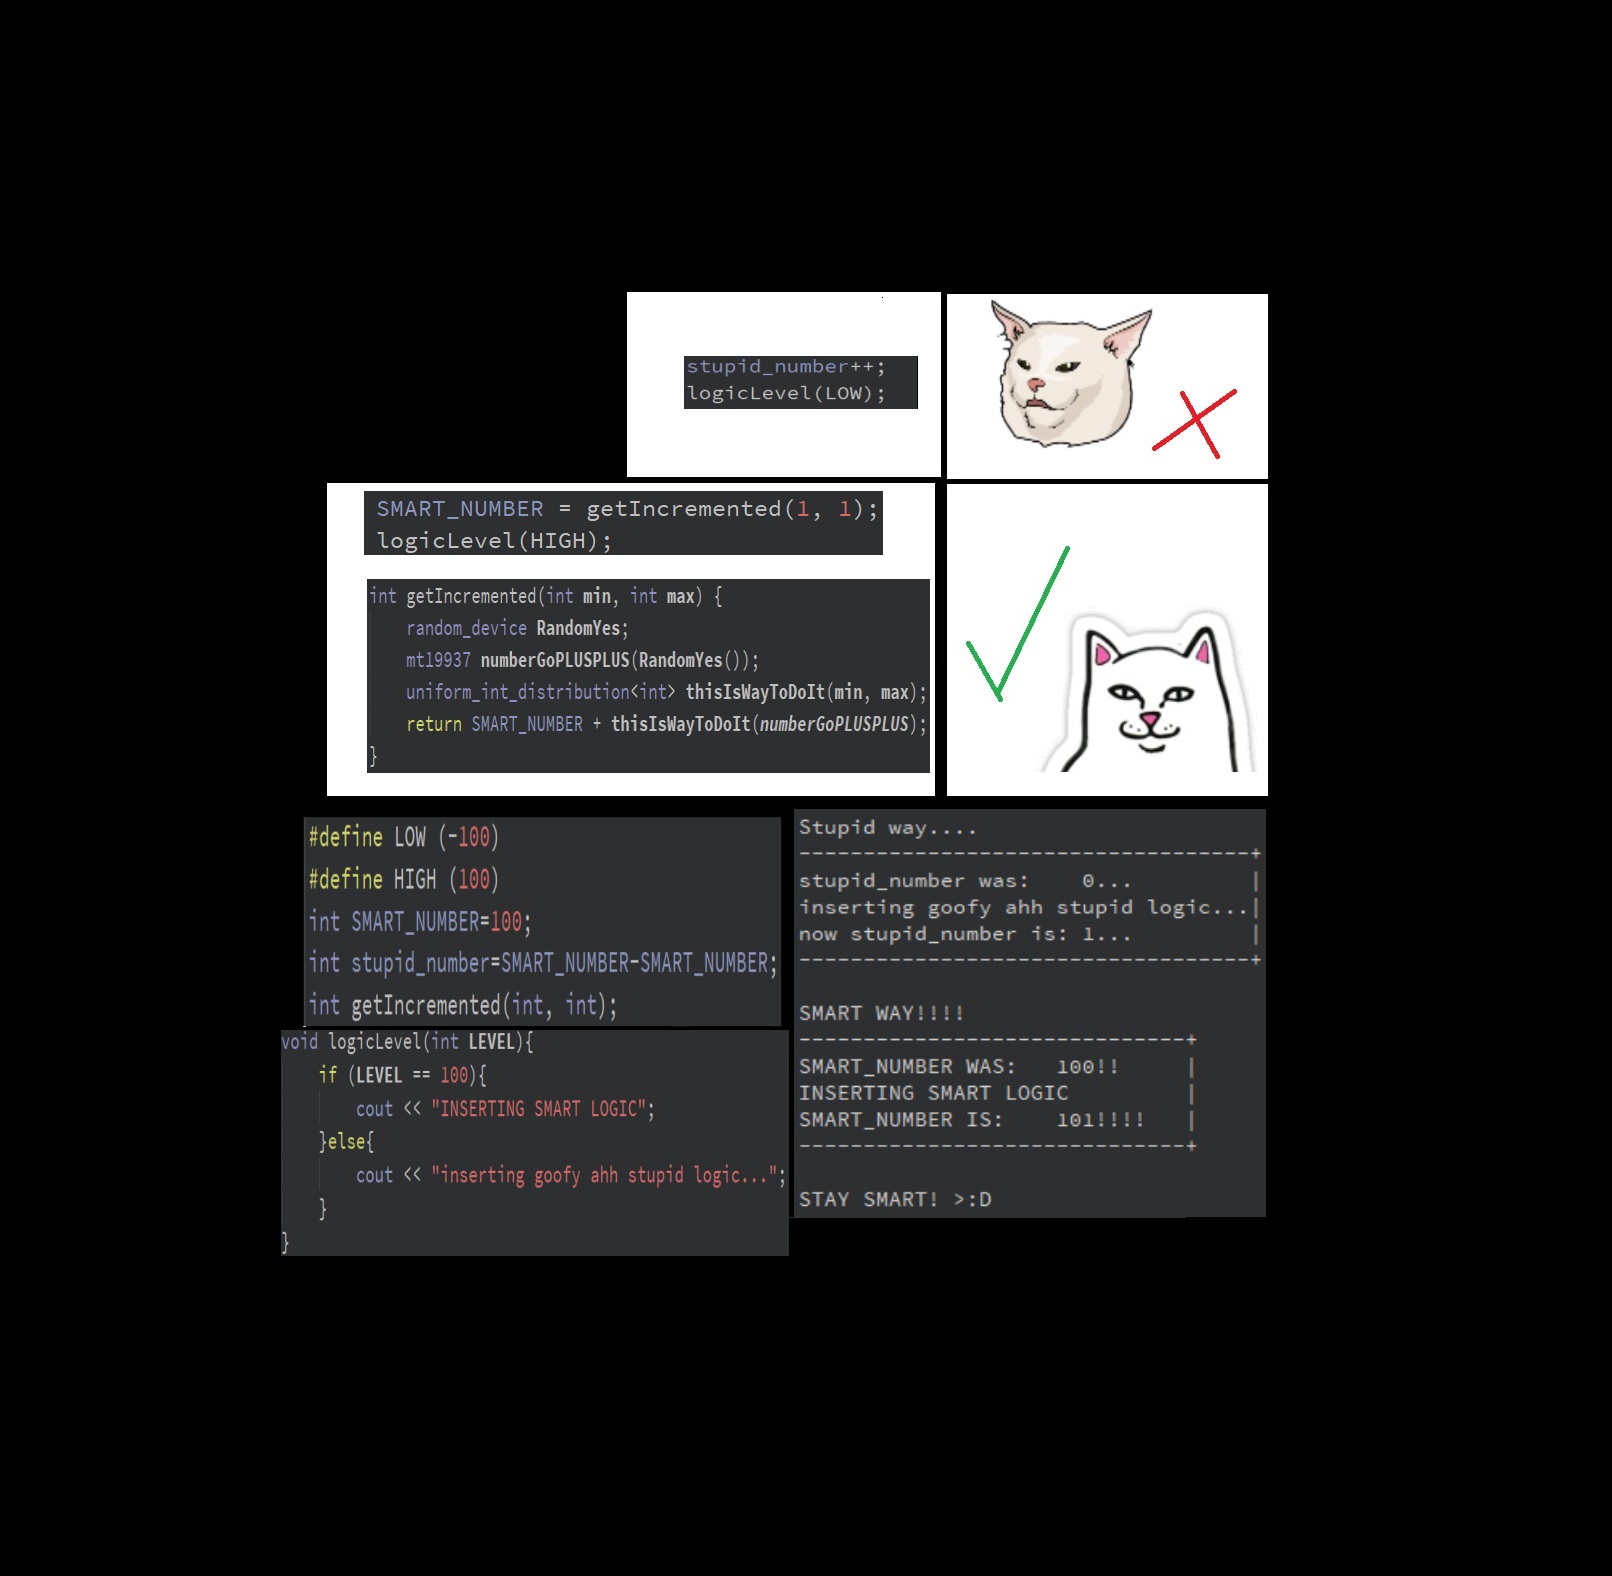 stupid_number++;
logicLevel(LOW);
SMART_NUMBER = getIncremented(1, 1);
logicLevel(HIGH);
int getIncremented(int min, int max) {
    random_device RandomYes;
    mt19937 numberGoPLUSPLUS(RandomYes());
    uniform_int_distribution<int> thisIsWayToDoIt(min, max);
    return SMART_NUMBER + thisIsWayToDoIt(numberGoPLUSPLUS);
}
#define LOW (-100)
#define HIGH (100)
int SMART_NUMBER=100;
int stupid_number=SMART_NUMBER-SMART_NUMBER;
int getIncremented(int, int);
void logicLevel(int LEVEL){
    if (LEVEL == 100){
        cout << "INSERTING SMART LOGIC";
    }else{
        cout << "inserting goofy ahh stupid logic...";
    }
}
Stupid way....
-----------------------------------+
stupid_number was:    0...         |
inserting goofy ahh stupid logic...|
now stupid_number is: 1...         |
-----------------------------------+
SMART WAY!!!!
------------------------------+
SMART_NUMBER WAS:   100!!     |
INSERTING SMART LOGIC         |
SMART_NUMBER IS:    101!!!!   |
------------------------------+
STAY SMART! >:D